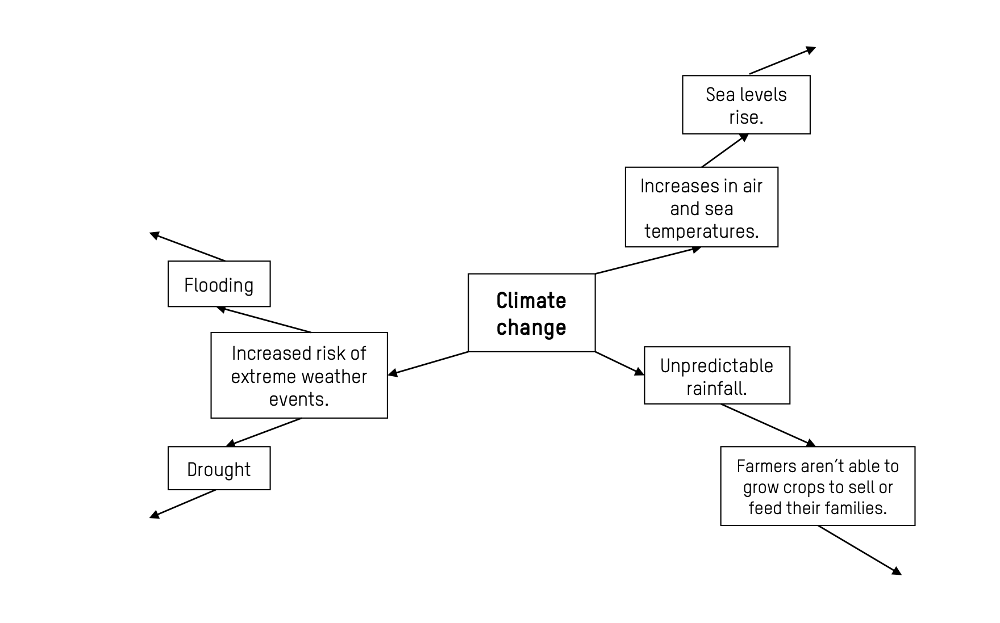 Sea levels
rise.
Increases in air
and sea
temperatures.
Flooding
Climate
change
Increased risk of
extreme weather
events.
Unpredictable
rainfall.
Drought
Farmers aren't able to
grow crops to sell or
feed their families.